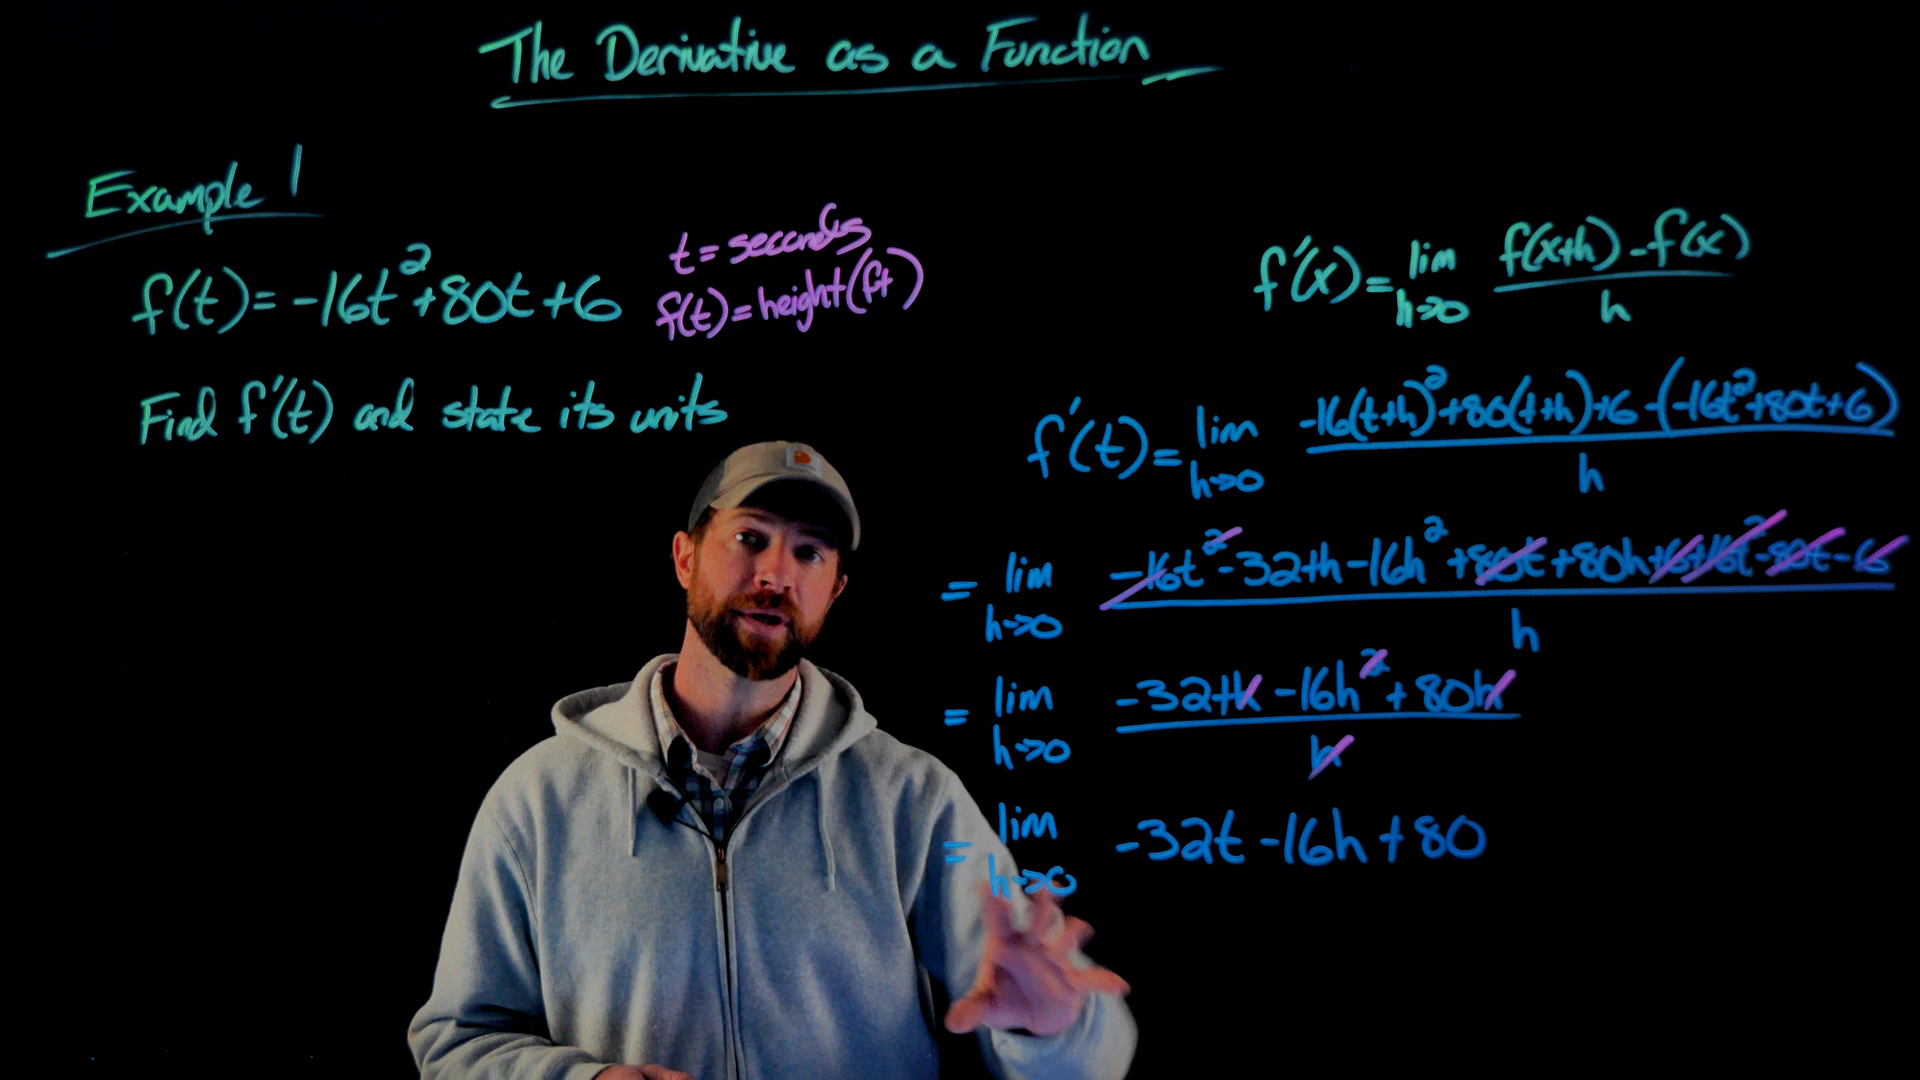 The Derivative as a Function
Example 1
f(t)=-16t²+80t+6
t=seconds
f(t)=height(ft)
Find f'(t) and state its units
f'(x)=lim h→0 f(x+h)-f(x) / h
f'(t)=lim h→0 -16(t+h)²+80(t+h)+6-(-16t²+80t+6) / h
= lim h→0 -16t²-32th-16h²+80t+80h+6+16t²-80t-6 / h
= lim h→0 -32th-16h²+80h / h
= lim h→0 -32t-16h+80